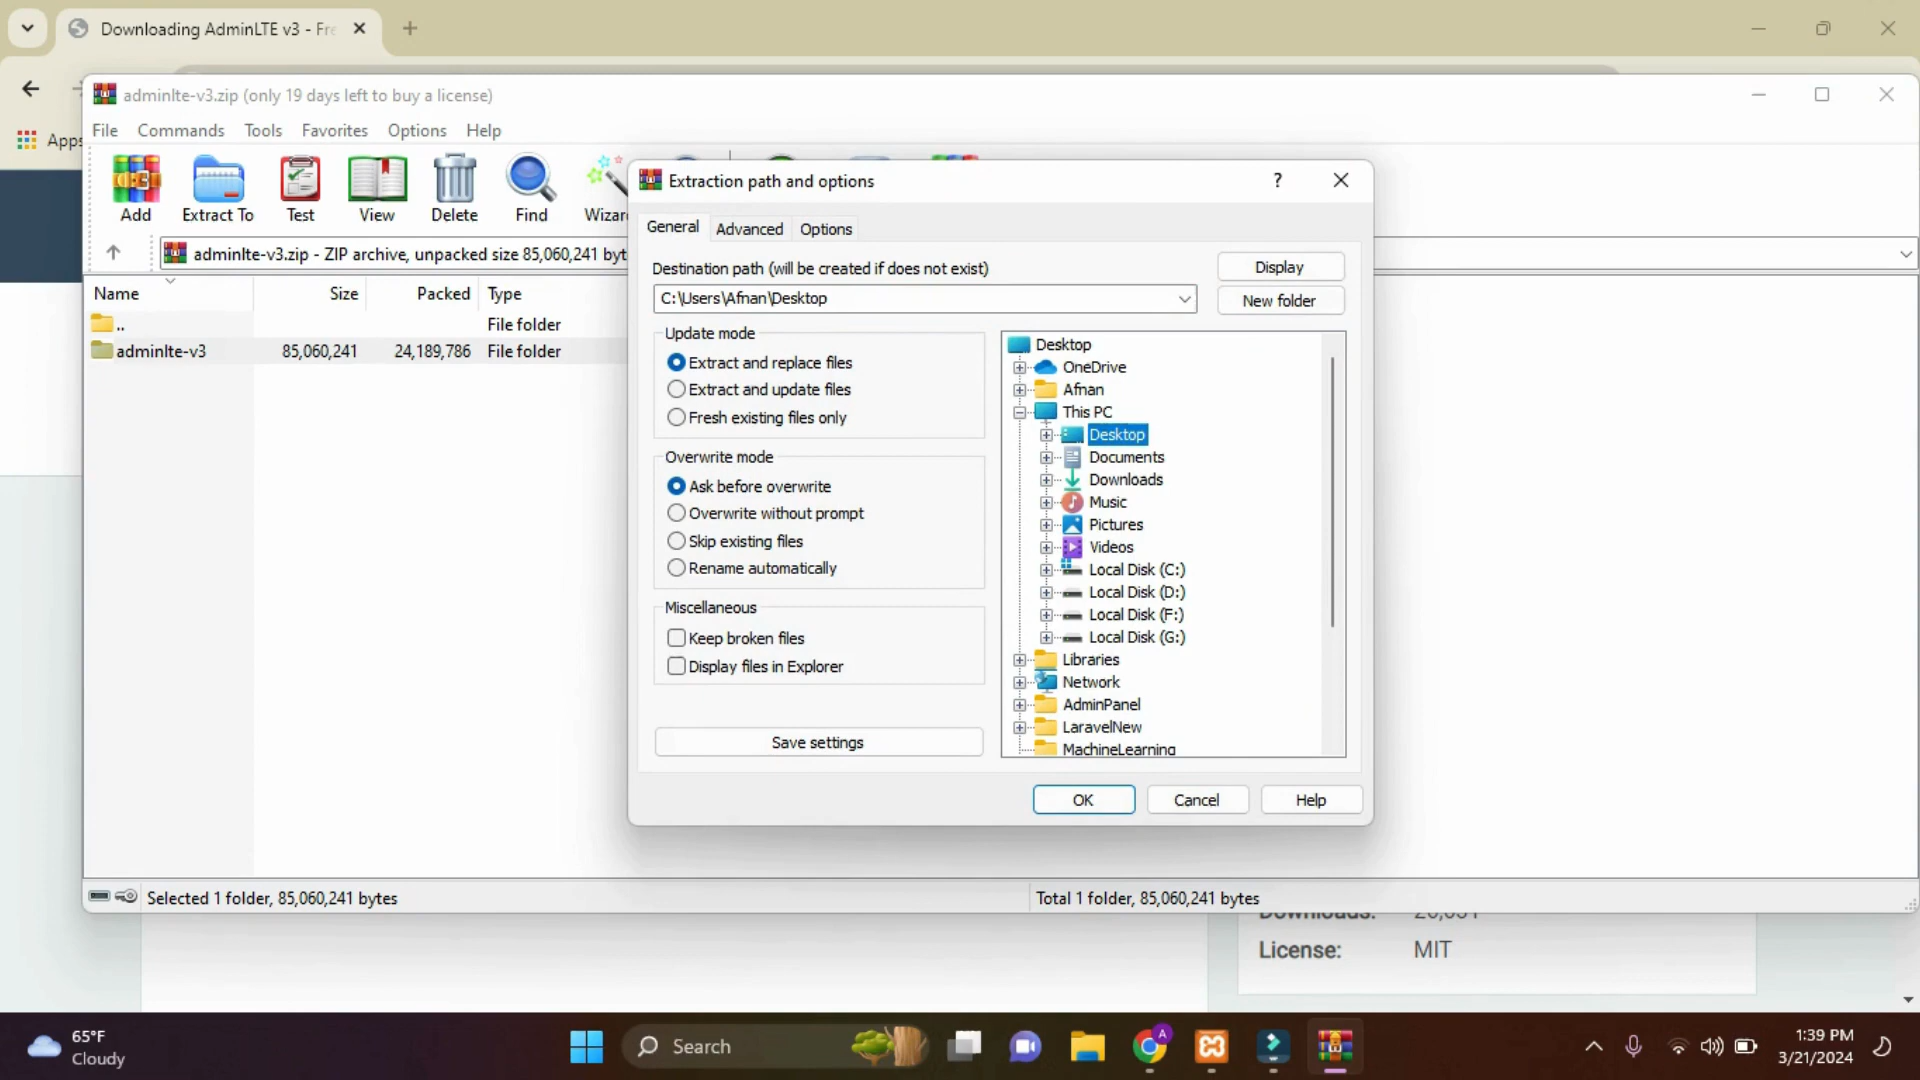 Downloading AdminLTE v3 - Fre
Apps
adminlte-v3.zip (only 19 days left to buy a license)
File Commands Tools Favorites Options Help
Add Extract To Test View Delete Find Wizar
adminlte-v3.zip - ZIP archive, unpacked size 85,060,241 byt
Name Size Packed Type
.. File folder
adminlte-v3 85,060,241 24,189,786 File folder
Extraction path and options
?
General Advanced Options
Destination path (will be created if does not exist)
Display
C:\Users\Afnan\Desktop
New folder
Update mode
Extract and replace files
Extract and update files
Fresh existing files only
Overwrite mode
Ask before overwrite
Overwrite without prompt
Skip existing files
Rename automatically
Miscellaneous
Keep broken files
Display files in Explorer
Save settings
Desktop
OneDrive
Afnan
This PC
Desktop
Documents
Downloads
Music
Pictures
Videos
Local Disk (C:)
Local Disk (D:)
Local Disk (F:)
Local Disk (G:)
Libraries
Network
AdminPanel
LaravelNew
MachineLearning
OK Cancel Help
Selected 1 folder, 85,060,241 bytes
Total 1 folder, 85,060,241 bytes
Downloads:
License: MIT
65°F
Cloudy
Search
A
1:39 PM
3/21/2024